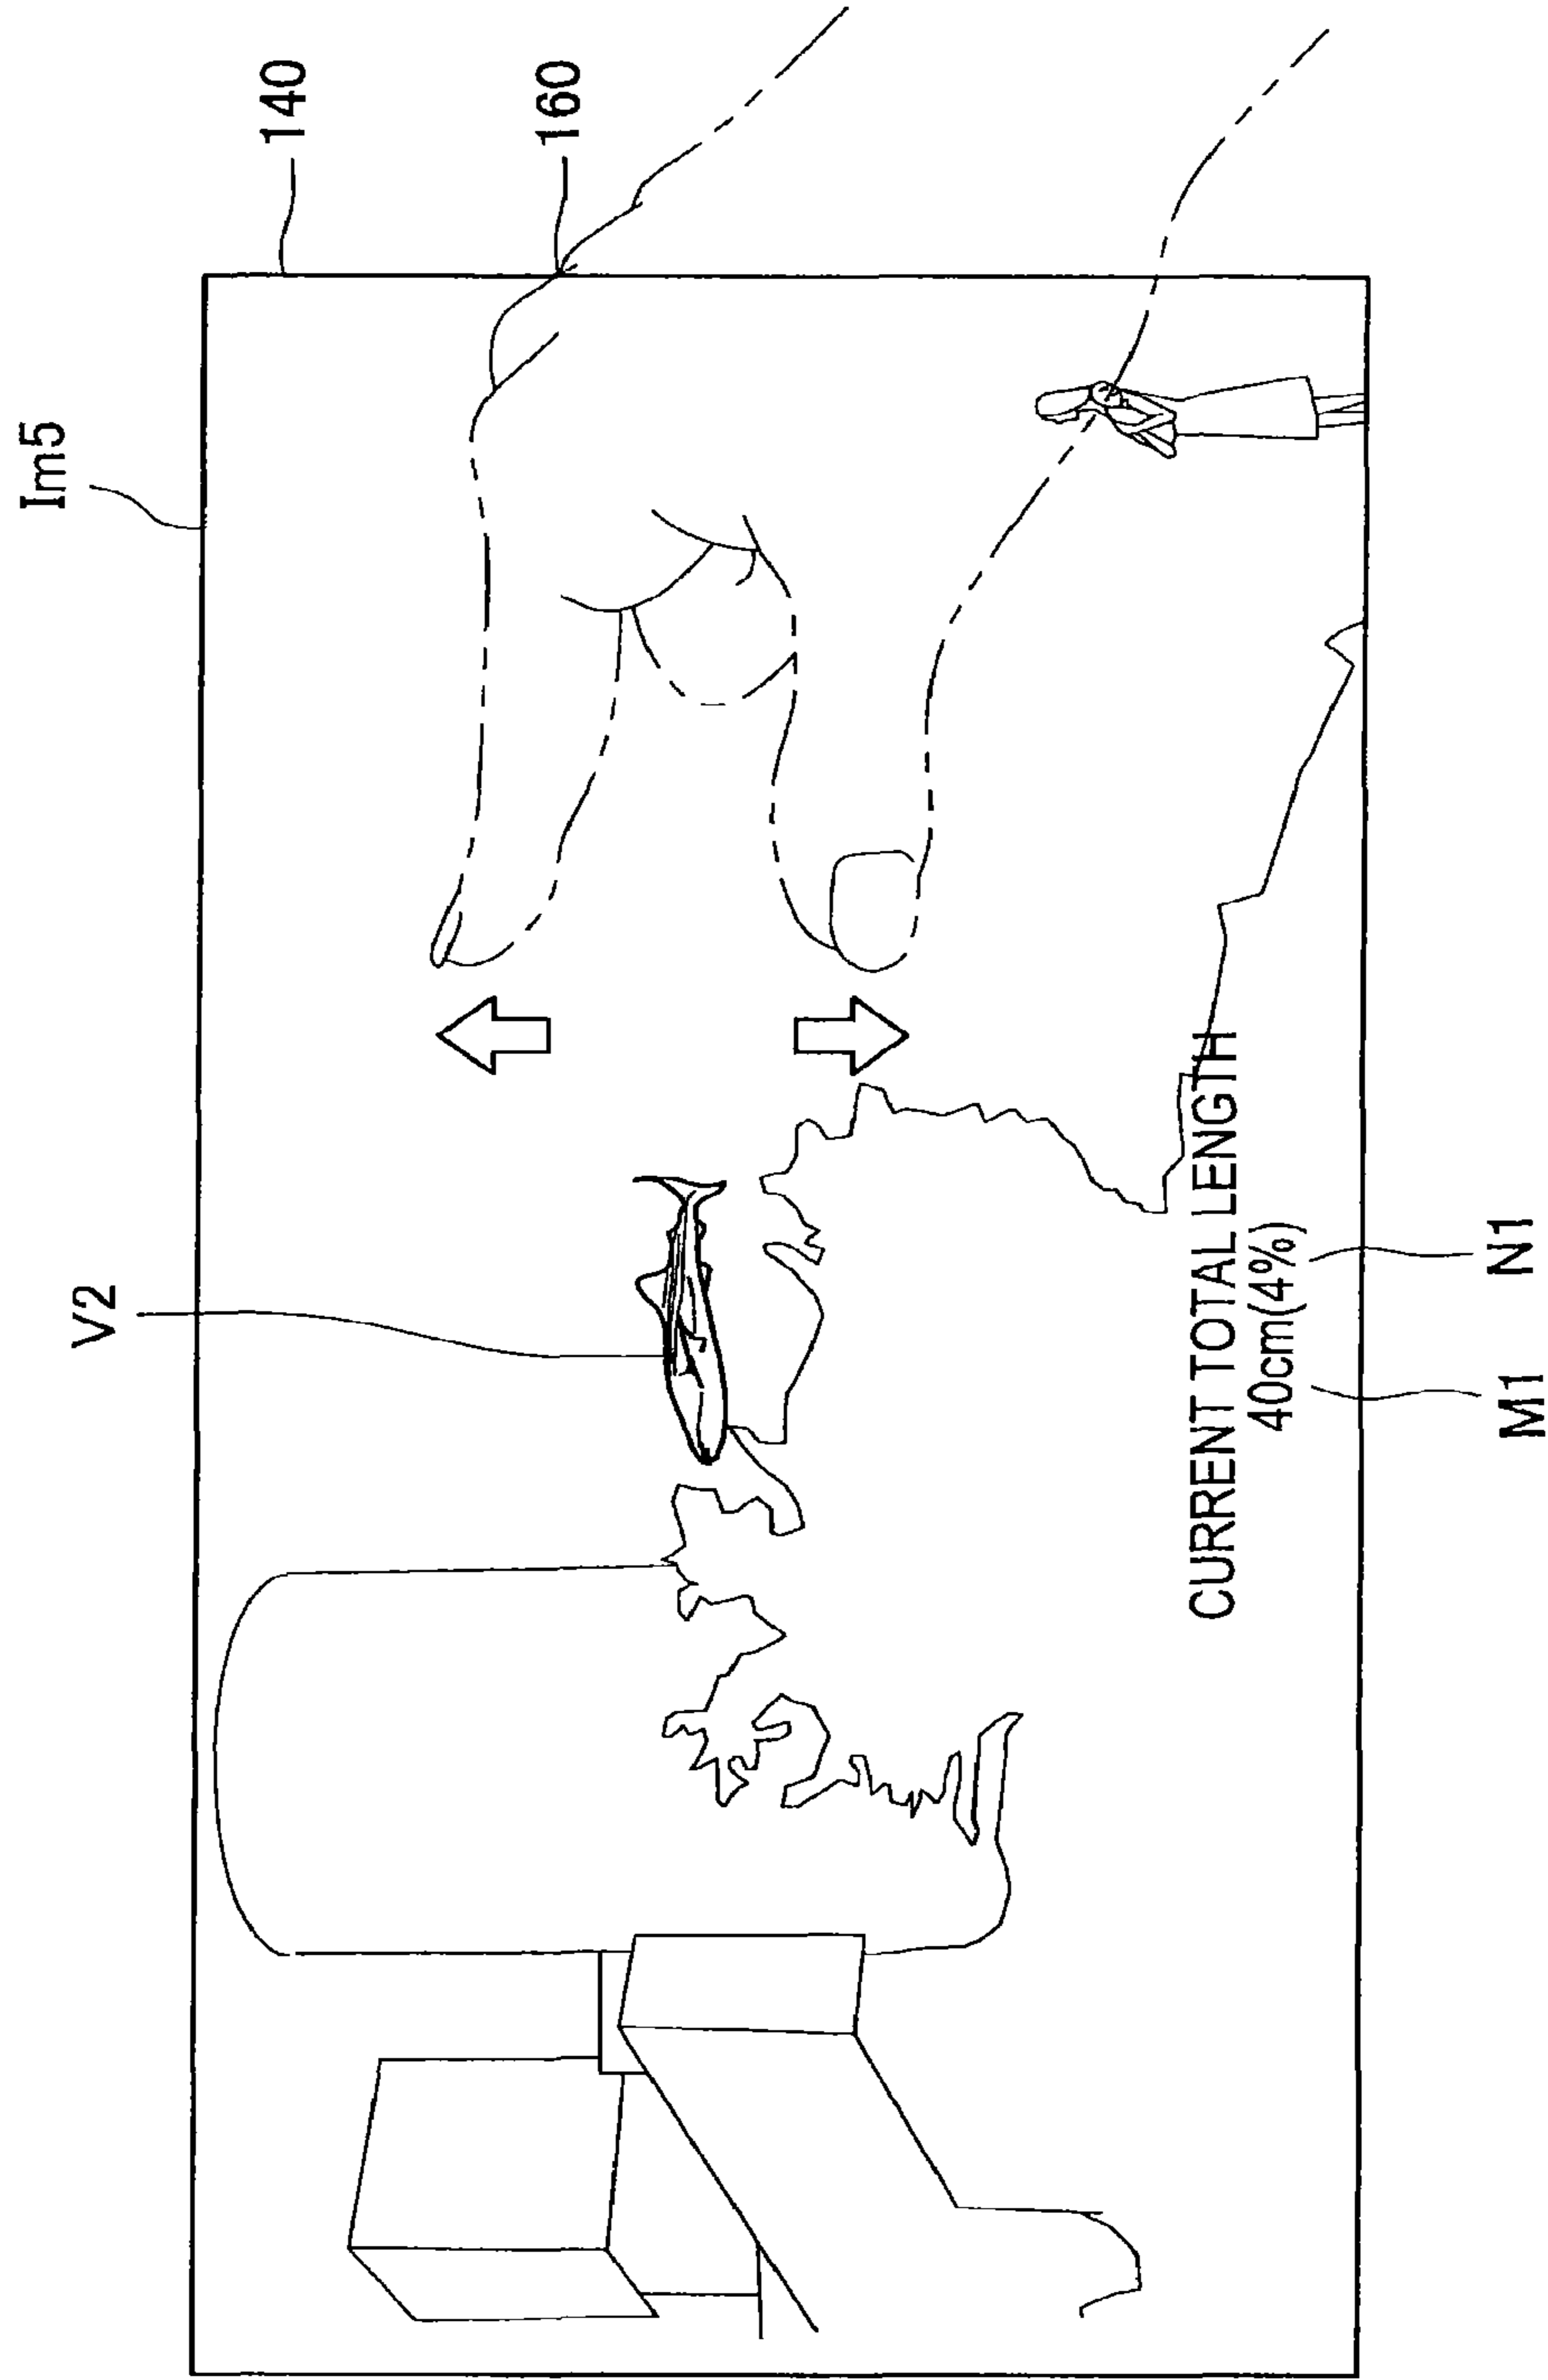 Im5
140
160
V2
CURRENT TOTAL LENGTH
40cm(4%)
M1
N1